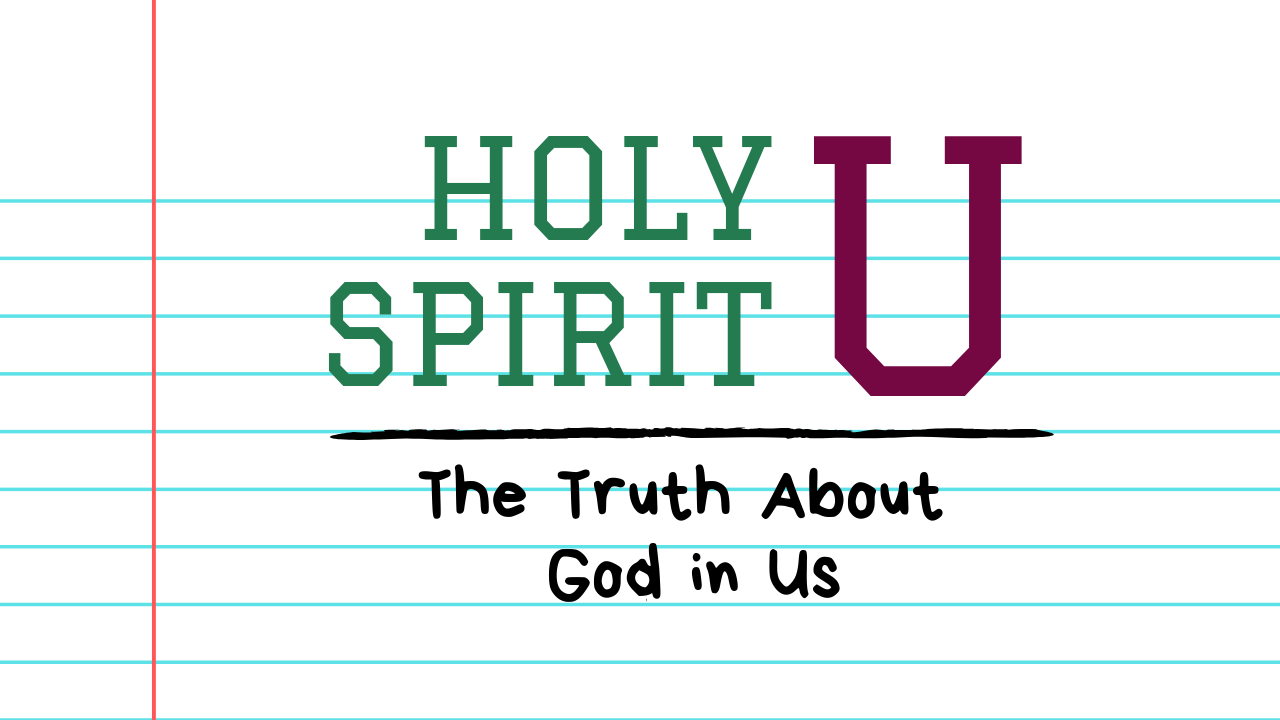 HOLY U
SPIRIT
The Truth About
God in Us